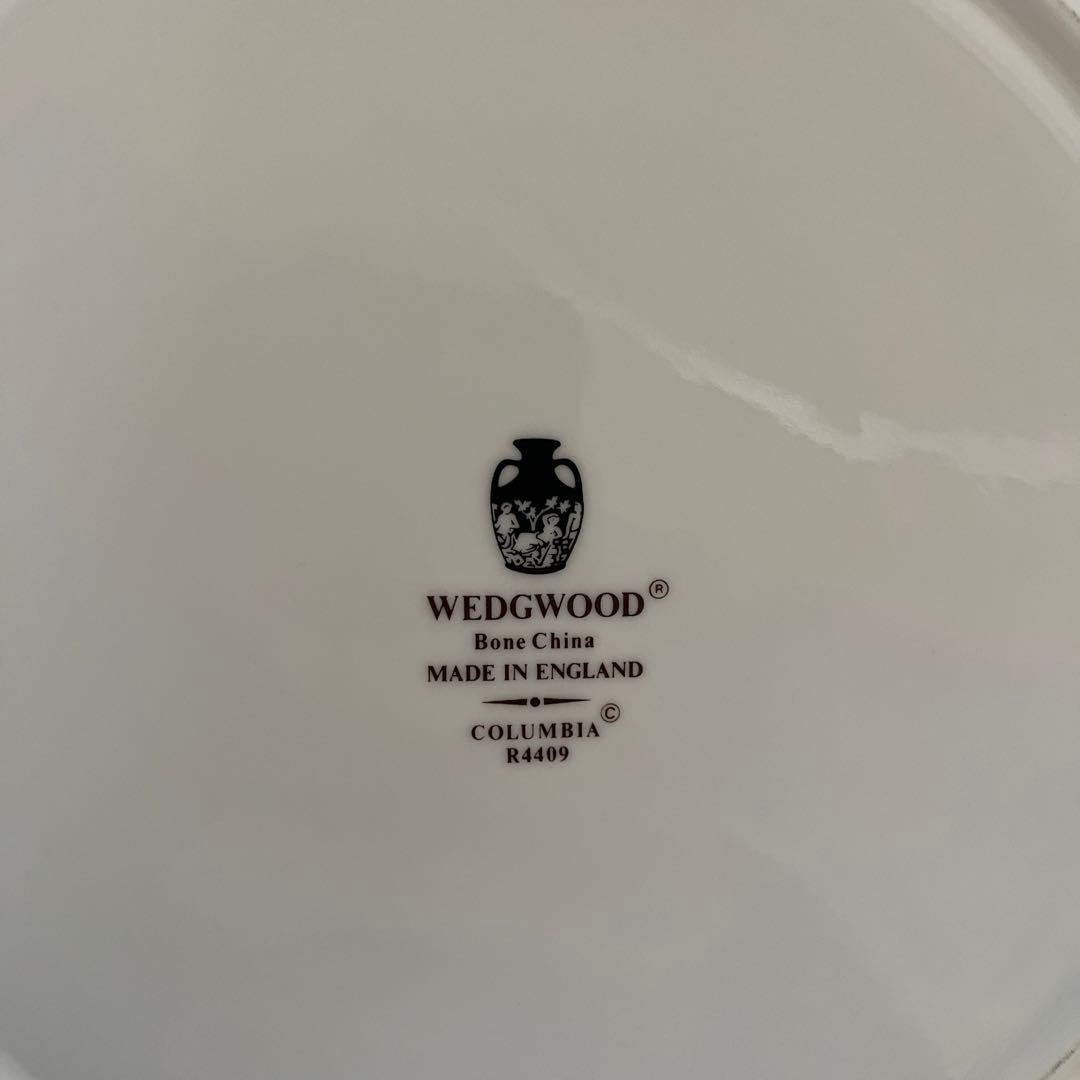 WEDGWOOD®
Bone China
MADE IN ENGLAND
COLUMBIA©
R4409